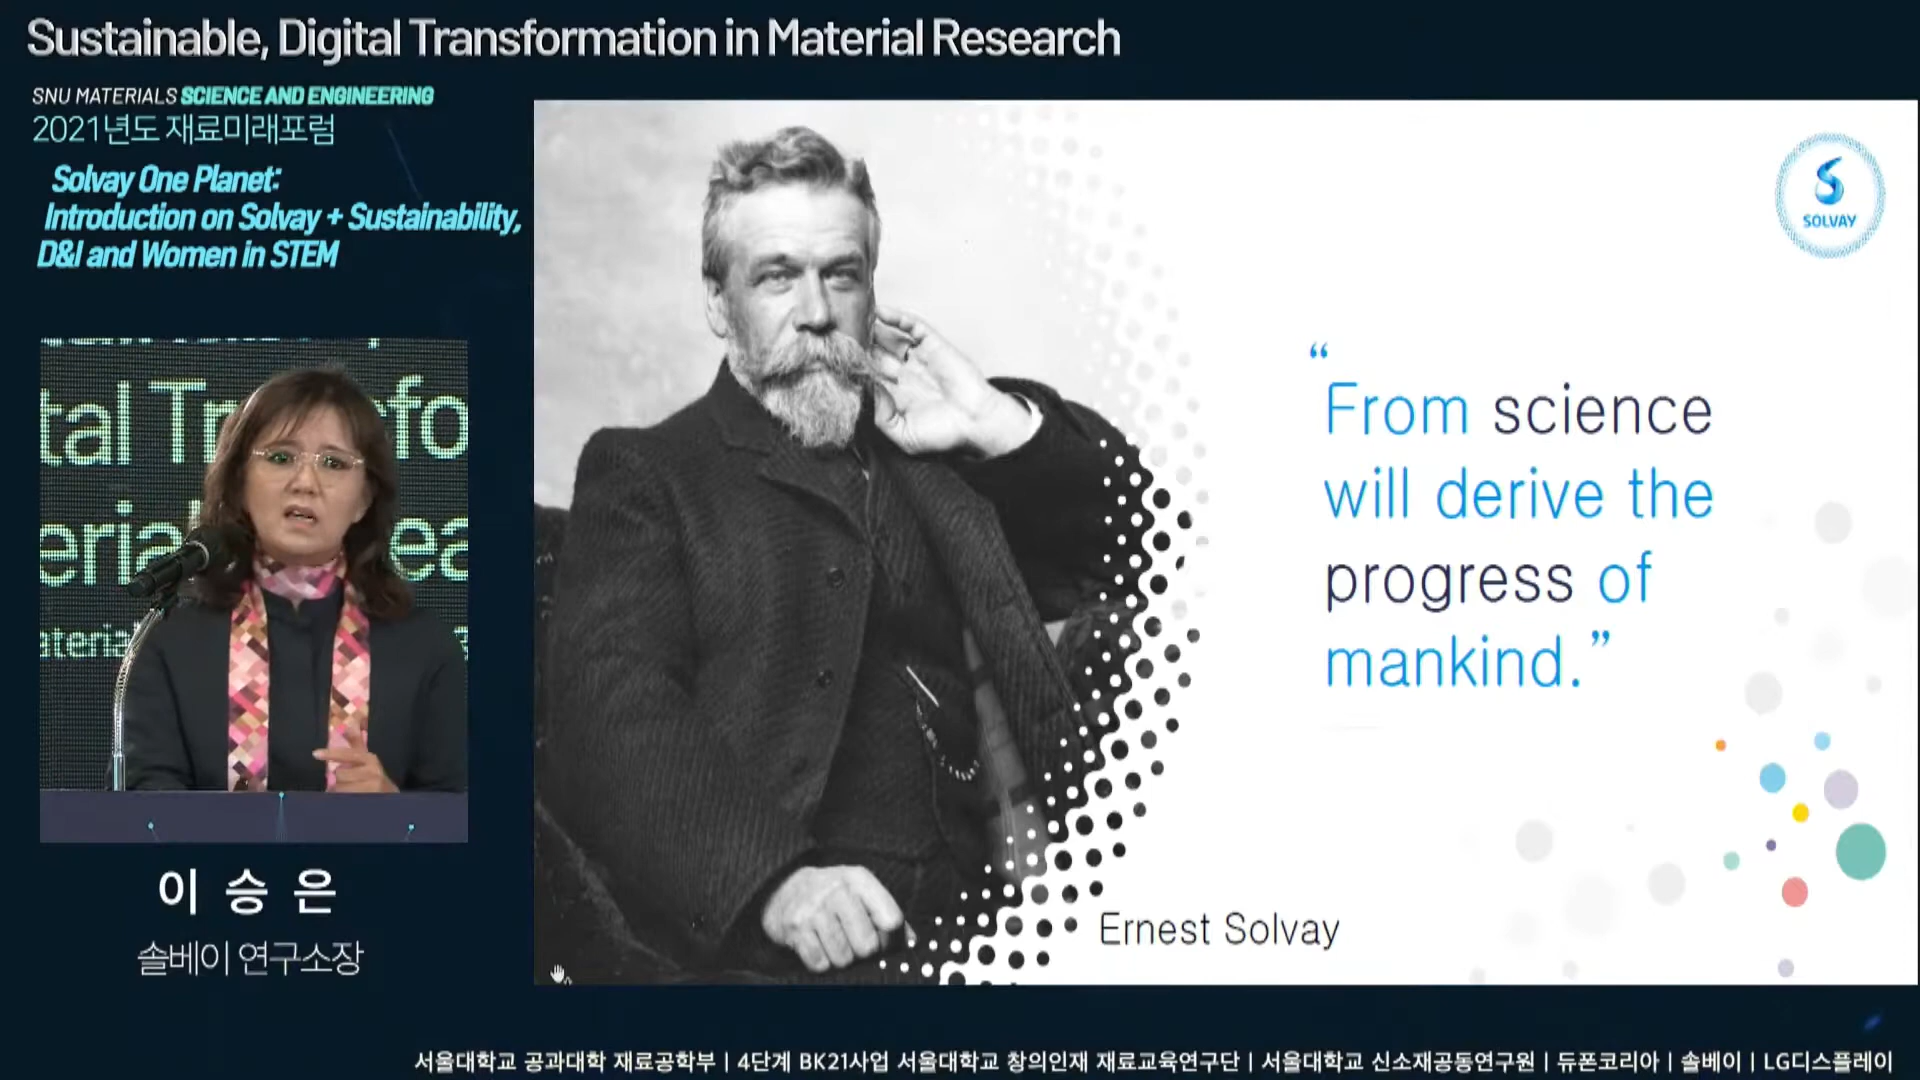 Sustainable, Digital Transformation in Material Research
SNU MATERIALS SCIENCE AND ENGINEERING
2021년도 재료미래포럼
Solvay One Planet:
Introduction on Solvay + Sustainability,
D&I and Women in STEM
tal Tr sfo
eria ea
ateria
이 승 은
솔베이 연구소장
SOLVAY
“
From science
will derive the
progress of
mankind.”
Ernest Solvay
서울대학교 공과대학 재료공학부 | 4단계 BK21사업 서울대학교 창의인재 재료교육연구단 | 서울대학교 신소재공동연구원 | 듀폰코리아 | 솔베이 | LG디스플레이